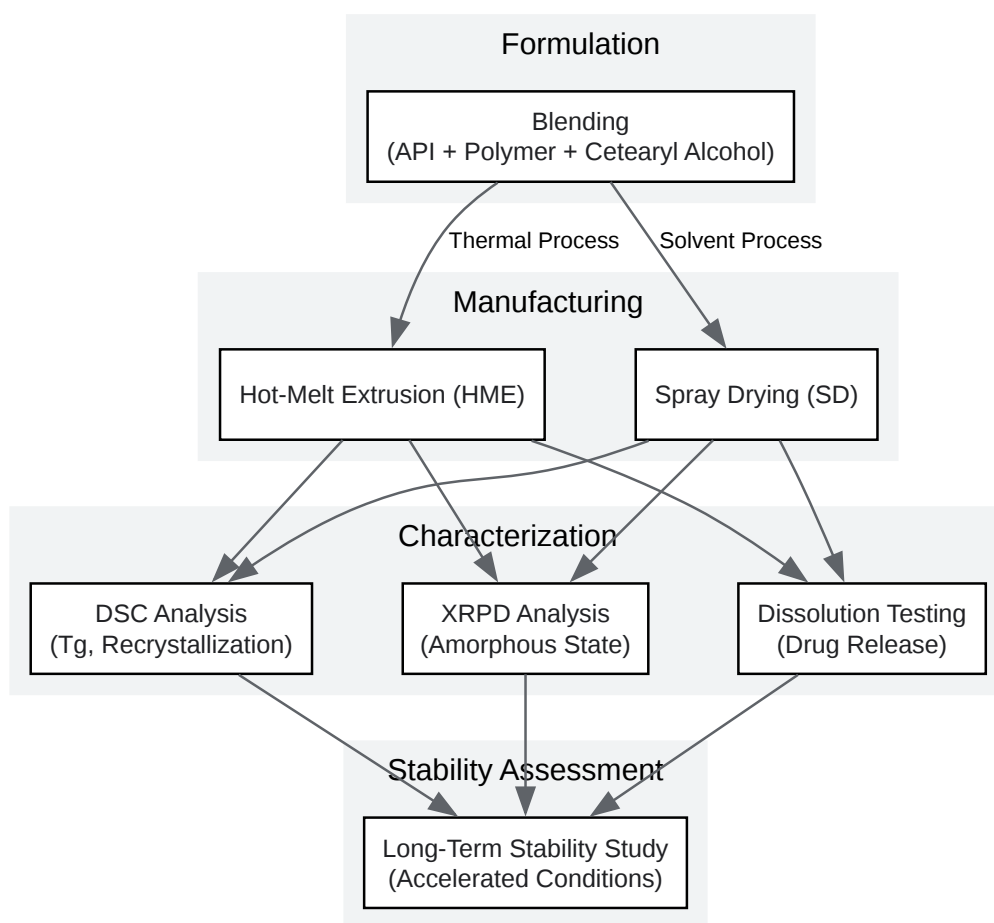 Formulation
Blending
(API + Polymer + Cetearyl Alcohol)
Thermal Process
Solvent Process
Manufacturing
Hot-Melt Extrusion (HME)
Spray Drying (SD)
Characterization
DSC Analysis
(Tg, Recrystallization)
XRPD Analysis
(Amorphous State)
Dissolution Testing
(Drug Release)
Stability Assessment
Long-Term Stability Study
(Accelerated Conditions)